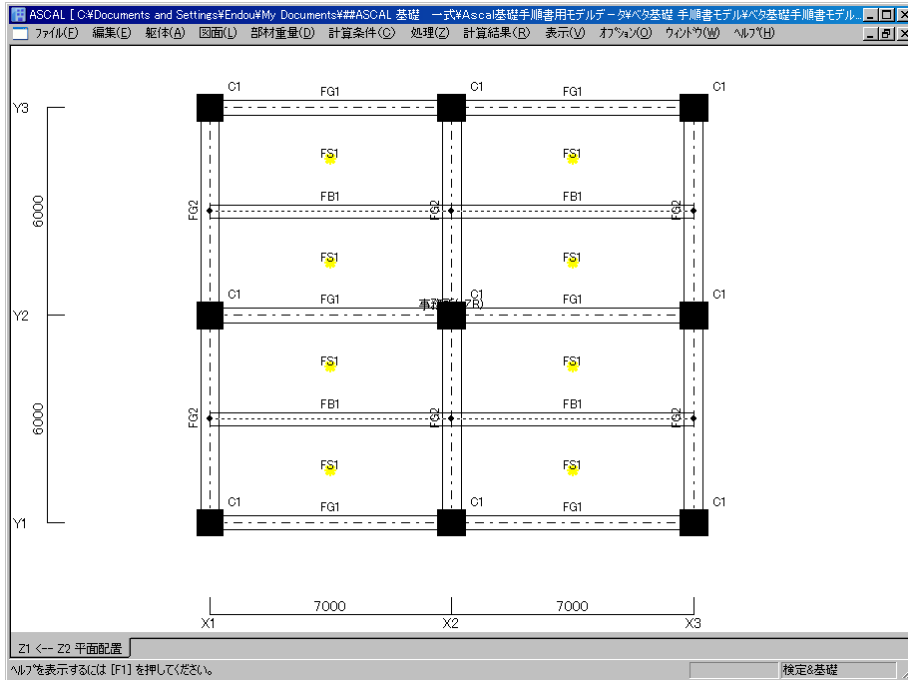 ASCAL [ C:¥Documents and Settings¥Endou¥My Documents¥##ASCAL 基礎　一式¥Ascal基礎手順書用モデルデータ¥ベタ基礎 手順書モデル¥ベタ基礎手順書モデル...
ファイル(F) 編集(E) 躯体(A) 図面(L) 部材重量(D) 計算条件(C) 処理(Z) 計算結果(R) 表示(V) オプション(O) ウィンドウ(W) ヘルプ(H)
C1 C1 C1
FG1 FG1
Y3
FS1 FS1
FB1 FB1
6000 FG2 FG2 FG2
FS1 FS1
C1 C1 C1
FG1 FG1
Y2
FS1 FS1
FB1 FB1
6000 FG2 FG2 FG2
FS1 FS1
C1 C1 C1
FG1 FG1
Y1
7000 7000
X1 X2 X3
Z1 <-- Z2 平面配置
ヘルプを表示するには [F1] を押してください。
検定&基礎